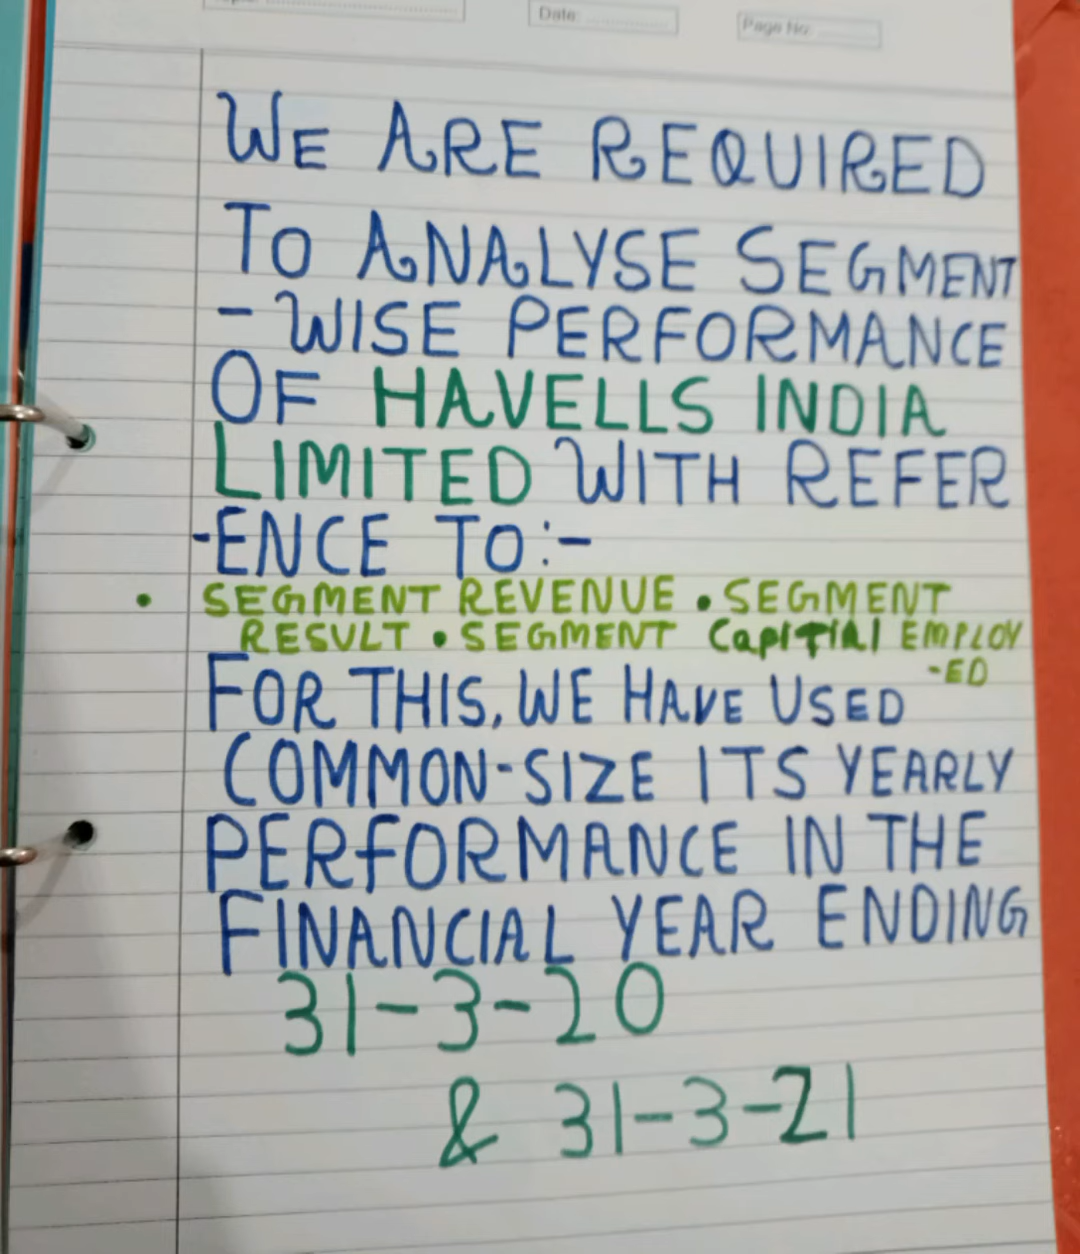 Date:
Page No:
WE ARE REQUIRED
TO ANALYSE SEGMENT
- WISE PERFORMANCE
OF HAVELLS INDIA
LIMITED WITH REFER
-ENCE TO:-
• SEGMENT REVENUE • SEGMENT
RESULT • SEGMENT Capitial EMPLOY
-ED
FOR THIS, WE HAVE USED
COMMON-SIZE ITS YEARLY
PERFORMANCE IN THE
FINANCIAL YEAR ENDING
31-3-20
& 31-3-21